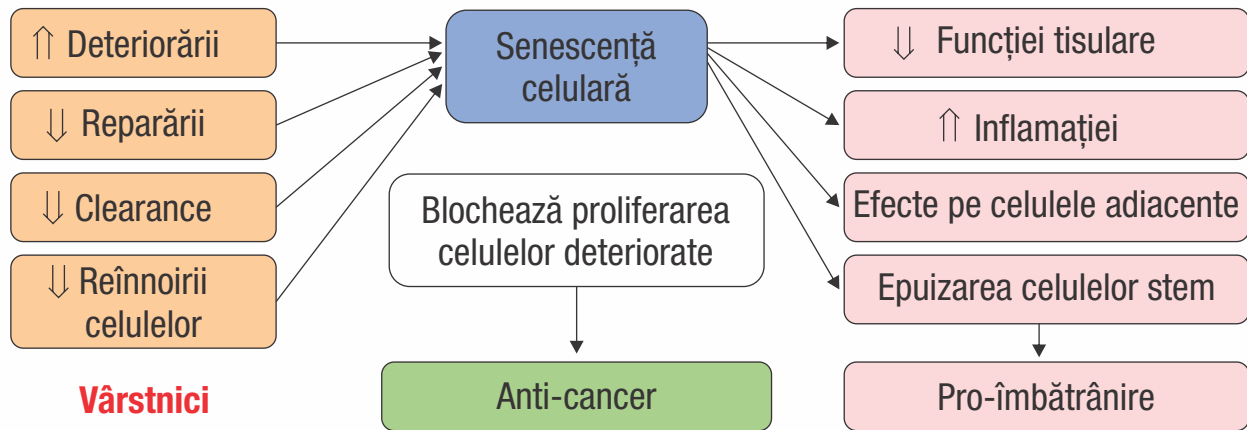 ⇑ Deteriorării
⇓ Reparării
⇓ Clearance
⇓ Reînnoirii
celulelor
Vârstnici
Senescență
celulară
Blochează proliferarea
celulelor deteriorate
Anti-cancer
⇓ Funcției tisulare
⇑ Inflamației
Efecte pe celulele adiacente
Epuizarea celulelor stem
Pro-îmbătrânire